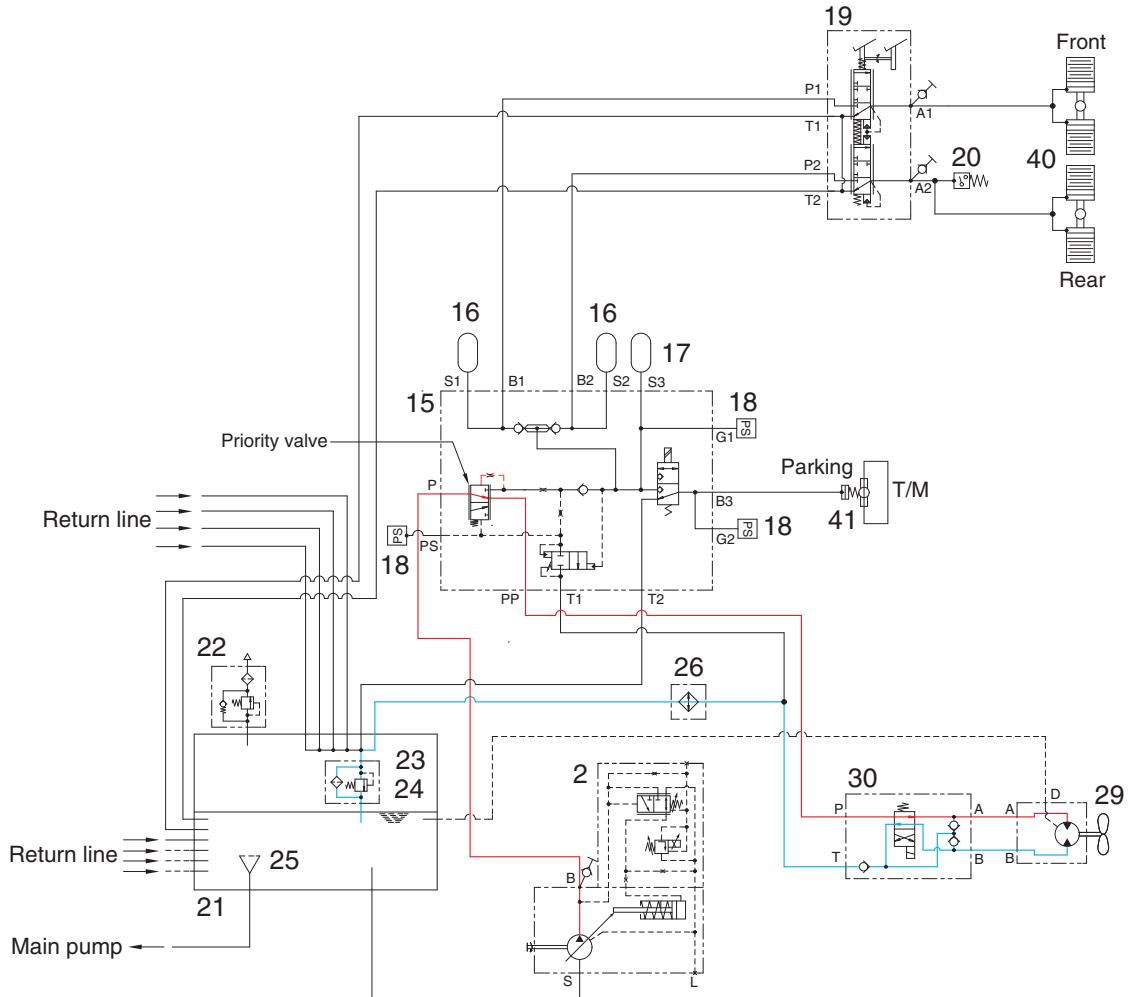 19
Front
P1
A1
T1
20
40
P2
A2
T2
Rear
16
16
17
S1
B1
B2
S2
S3
15
18
PS
G1
Priority valve
Parking
P
T/M
B3
Return line
41
18
PS
G2
PS
18
PS
PP
T1
T2
22
26
23
24
2
30
D
29
P
A
A
Return line
25
T
B
B
B
21
Main pump
S
L